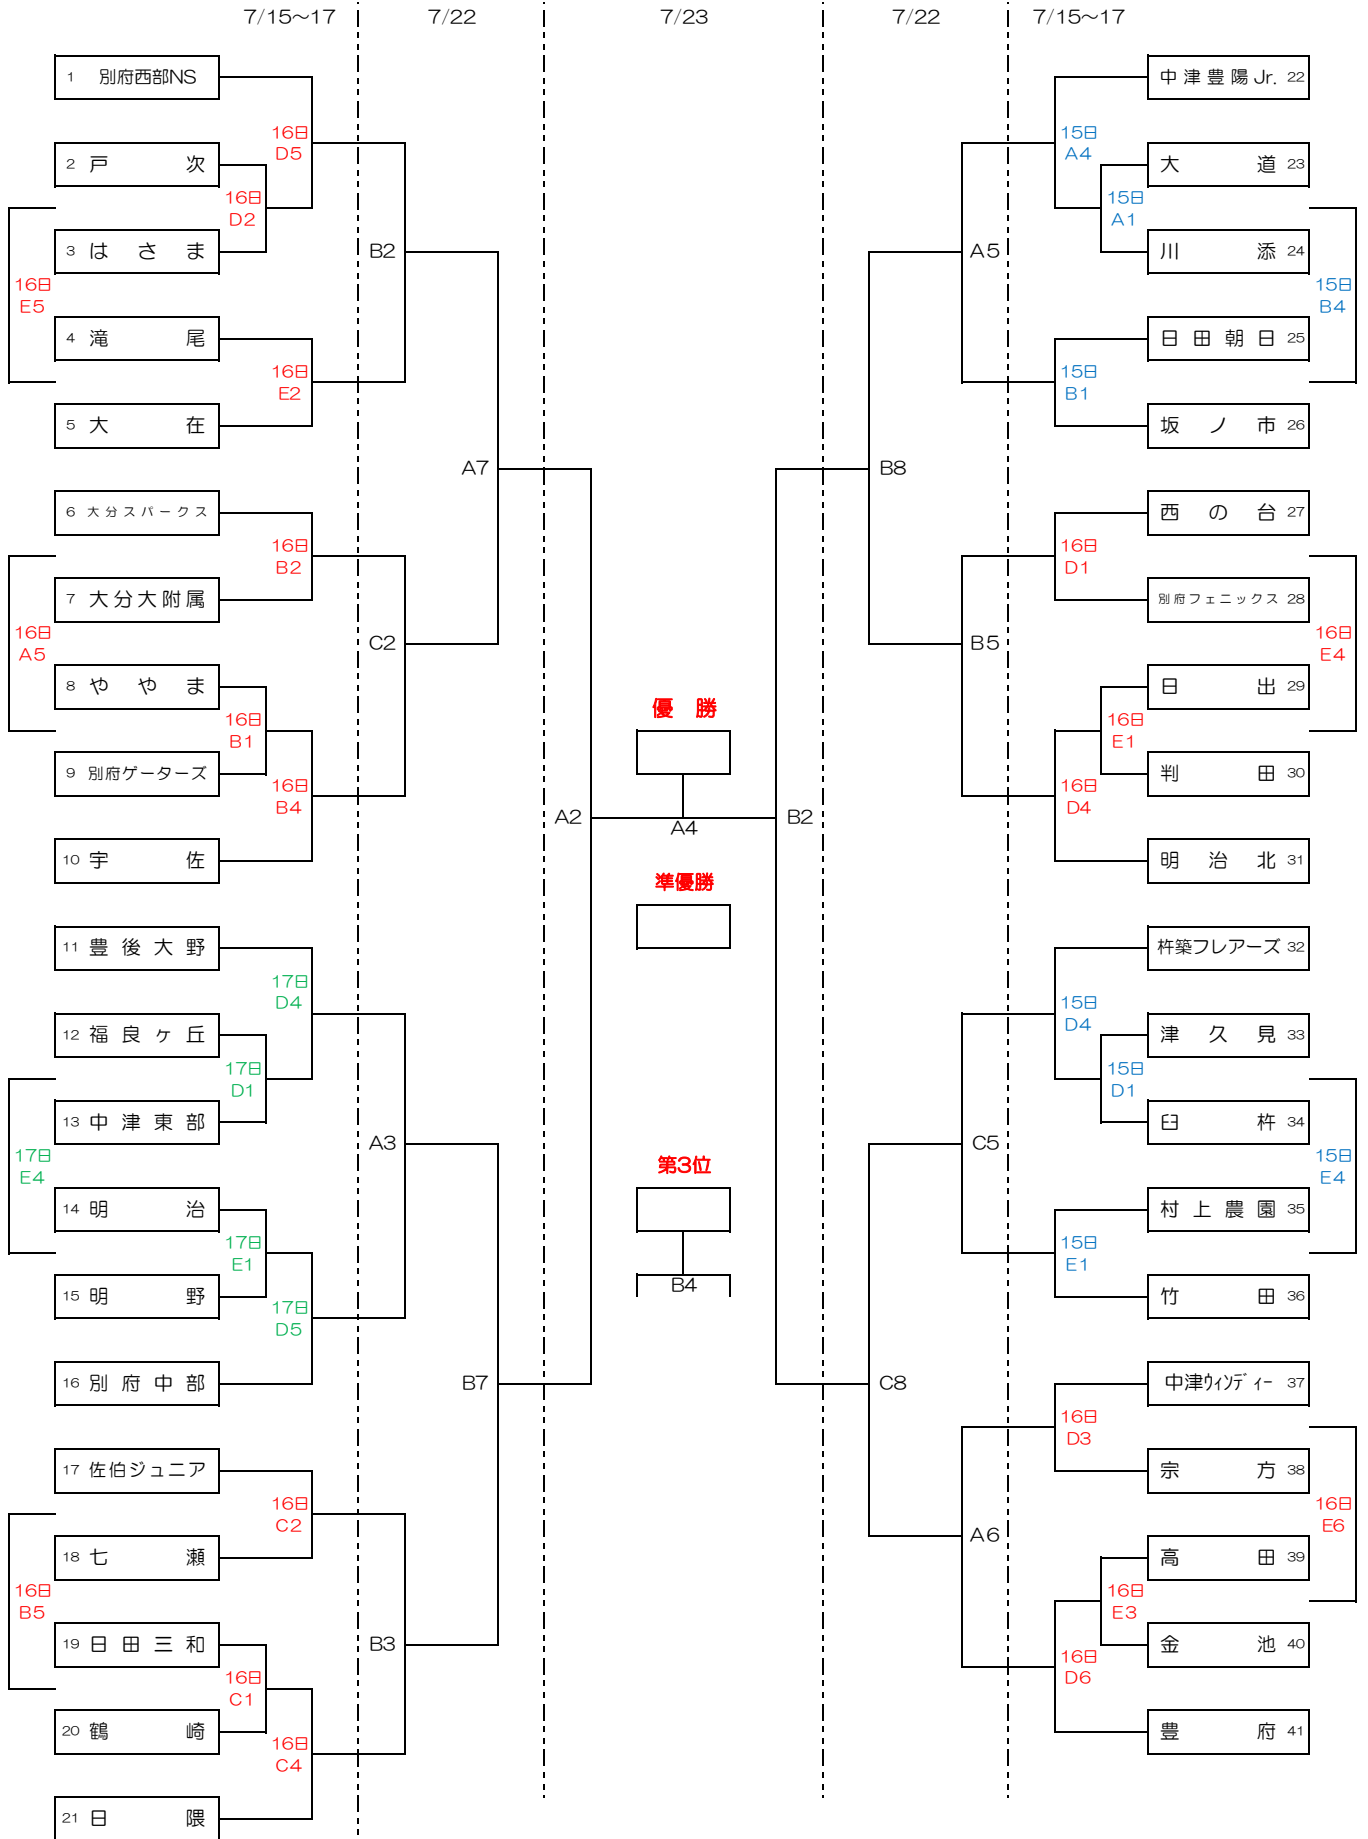 7/15～17 7/22 7/23 7/22 7/15～17
1 別府西部NS
2 戸次
3 はさま
4 滝尾
5 大在
6 大分スパークス
7 大分大附属
8 ややま
9 別府ゲーターズ
10 宇佐
11 豊後大野
12 福良ヶ丘
13 中津東部
14 明治
15 明野
16 別府中部
17 佐伯ジュニア
18 七瀬
19 日田三和
20 鶴崎
21 日隈
16日
D5
16日
D2
16日
E5
16日
E2
16日
B2
16日
A5
16日
B1
16日
B4
17日
D4
17日
D1
17日
E4
17日
E1
17日
D5
16日
C2
16日
B5
16日
C1
16日
C4
B2
C2
A3
B3
A7
B7
A2
優勝
A4
準優勝
第3位
B4
B2
B8
C8
A5
B5
C5
A6
15日
A4
15日
A1
15日
B4
15日
B1
16日
D1
16日
E4
16日
E1
16日
D4
15日
D4
15日
D1
15日
E4
15日
E1
16日
D3
16日
E6
16日
E3
16日
D6
中津豊陽Jr. 22
大道 23
川添 24
日田朝日 25
坂ノ市 26
西の台 27
別府フェニックス 28
日出 29
判田 30
明治北 31
杵築フレアーズ 32
津久見 33
臼杵 34
村上農園 35
竹田 36
中津ｳｨﾝﾃﾞｨｰ 37
宗方 38
高田 39
金池 40
豊府 41